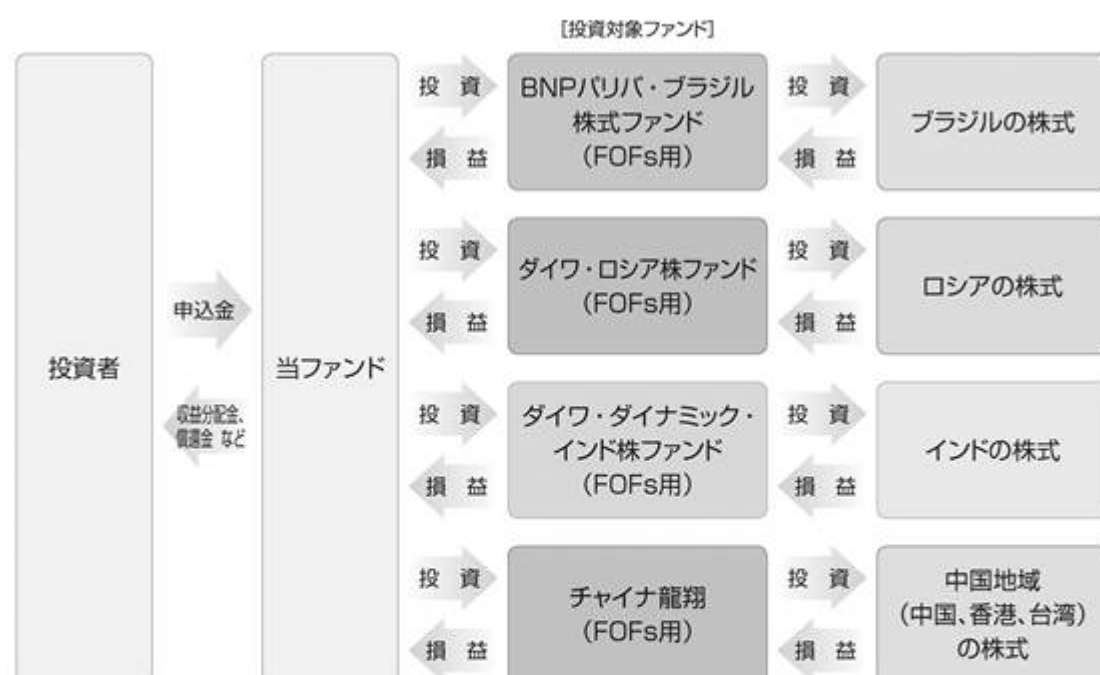 [投資対象ファンド]
投資者
申込金
収益分配金、
償還金 など
当ファンド
投 資
損 益
BNPパリバ・ブラジル
株式ファンド
(FOFs用)
投 資
損 益
ブラジルの株式
投 資
損 益
ダイワ・ロシア株ファンド
(FOFs用)
投 資
損 益
ロシアの株式
投 資
損 益
ダイワ・ダイナミック・
インド株ファンド
(FOFs用)
投 資
損 益
インドの株式
投 資
損 益
チャイナ龍翔
(FOFs用)
投 資
損 益
中国地域
(中国、香港、台湾)
の株式